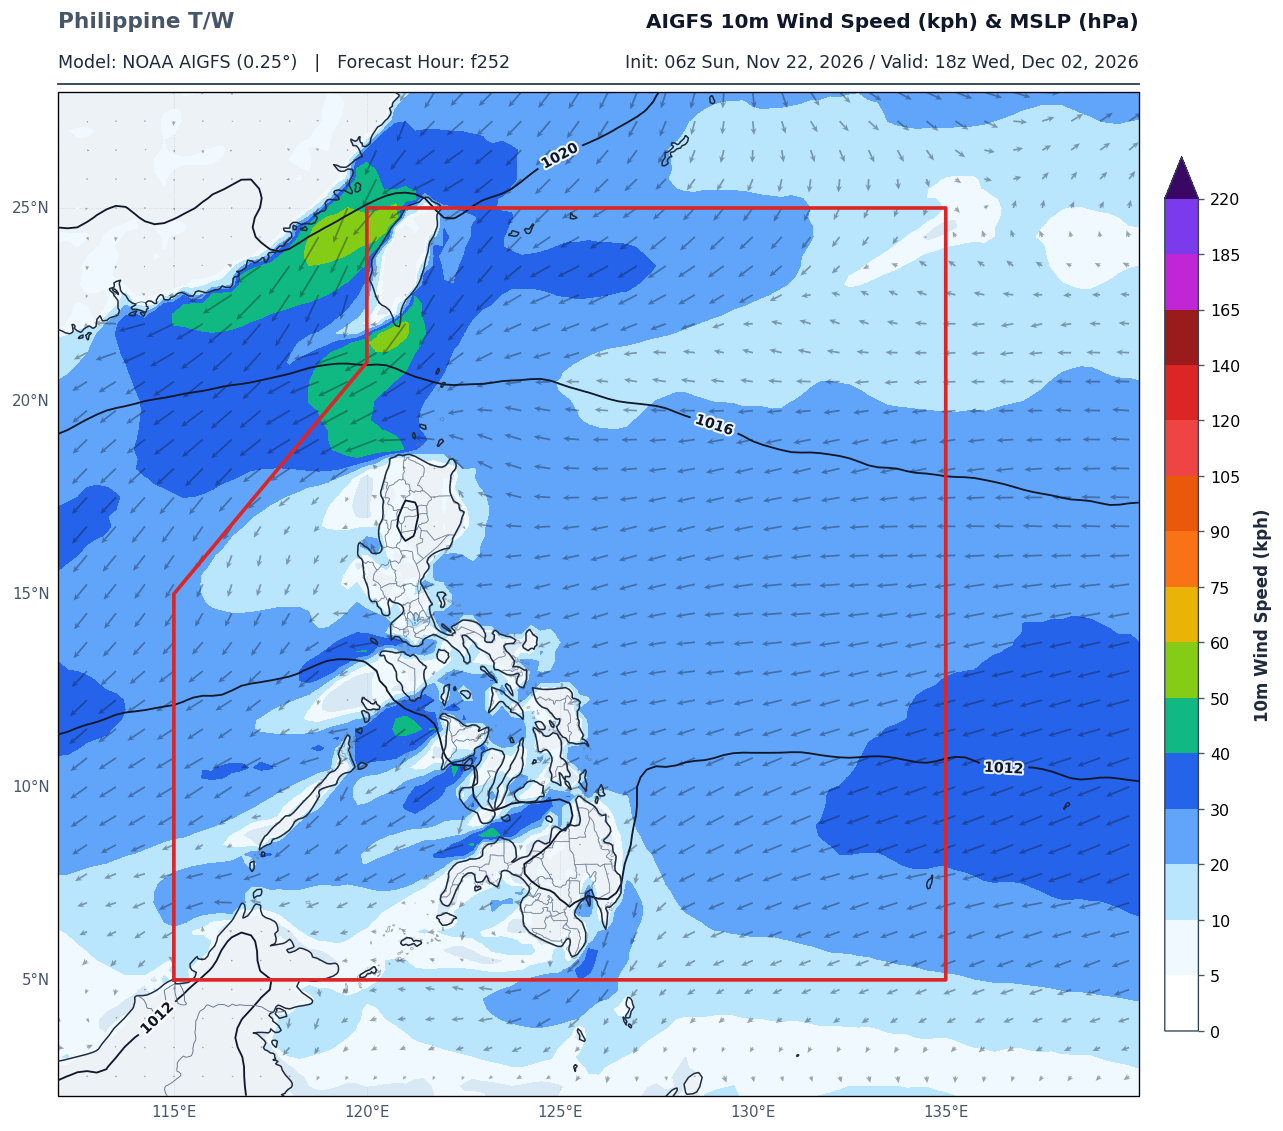 Philippine T/W
AIGFS 10m Wind Speed (kph) & MSLP (hPa)
Model: NOAA AIGFS (0.25°) | Forecast Hour: f252
Init: 06z Sun, Nov 22, 2026 / Valid: 18z Wed, Dec 02, 2026
25°N
20°N
15°N
10°N
5°N
115°E
120°E
125°E
130°E
135°E
1020
1016
1012
1012
220
185
165
140
120
105
90
75
60
50
40
30
20
10
5
0
10m Wind Speed (kph)